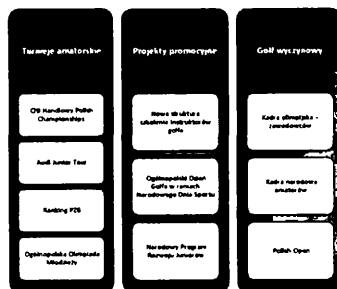 Turnieje amatorskie
Citi Handlowy Polish
Championships
Audi Junior Tour
Ranking PZG
Ogólnopolska Olimpiada
Młodzieży
Projekty promocyjne
Nowa struktura
szkolenia instruktorów
golfa
Ogólnopolski Dzień
Golfa w ramach
Narodowego Dnia Sportu
Narodowy Program
Rozwoju Juniorów
Golf wyczynowy
Kadra olimpijska -
zawodowców
Kadra narodowa
amatorów
Polish Open